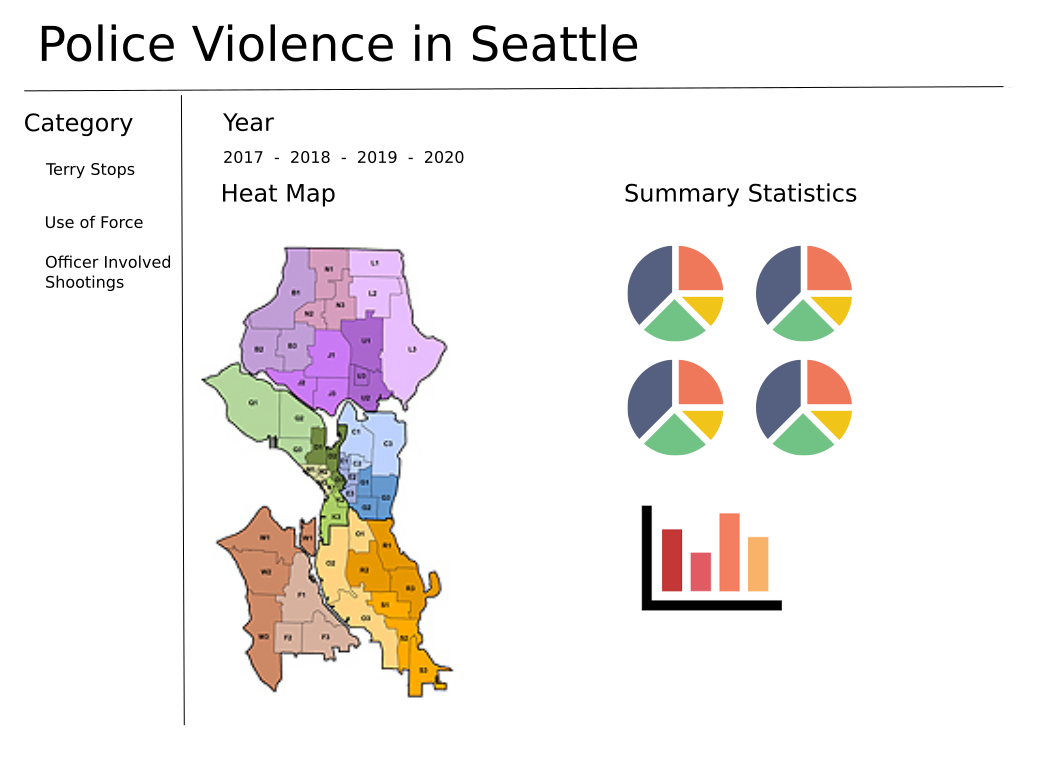 Police Violence in Seattle
Category
Terry Stops
Use of Force
Officer Involved
Shootings
Year
2017 - 2018 - 2019 - 2020
Heat Map
Summary Statistics
N1
L1
B1
L2
N3
N2
U1
B2
B3
J1
L3
J2
U3
J3
U2
Q1
Q2
C1
C3
Q3
D1
C2
G1
G3
G2
K3
W1
O1
R1
W2
O2
R2
R3
F1
S1
O3
W3
F2
F3
S2
S3